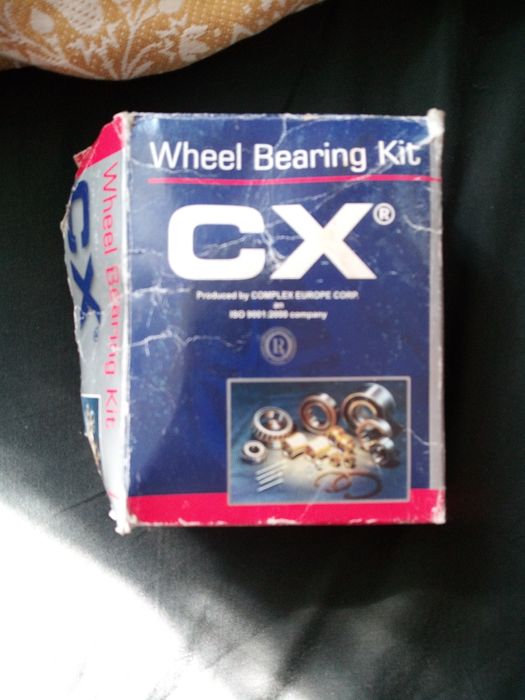 Wheel Bearing Kit
CX®
Produced by COMPLEX EUROPE CORP.
an
ISO 9001:2000 company
R
Wheel Bearing Kit
CX®